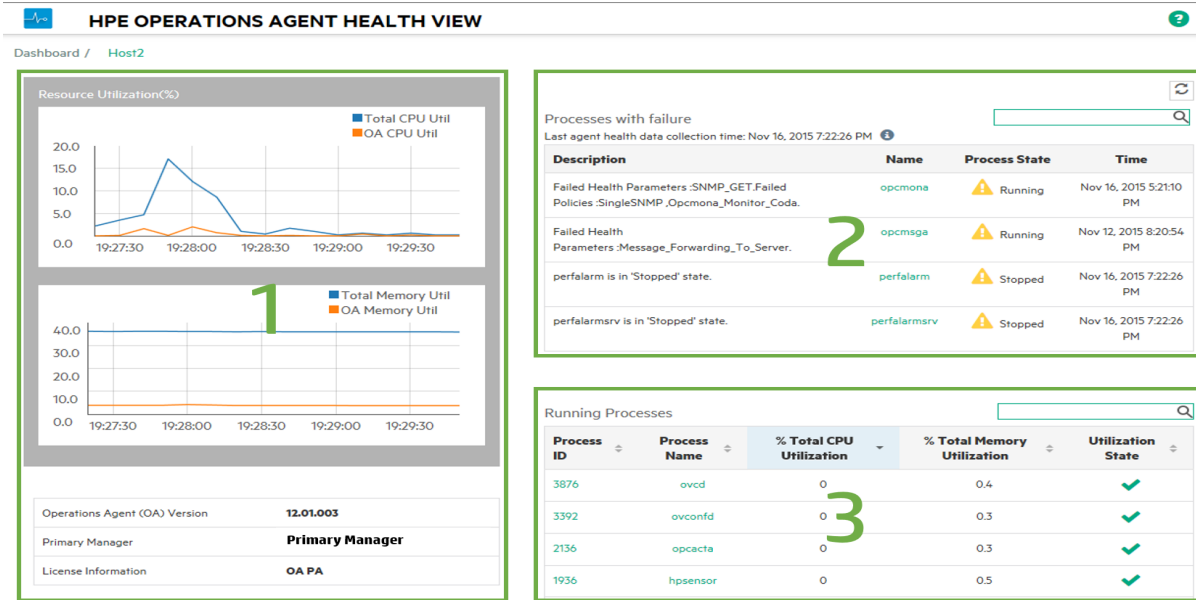 HPE OPERATIONS AGENT HEALTH VIEW
?
Dashboard / Host2
Resource Utilization(%)
Total CPU Util
OA CPU Util
20.0
15.0
10.0
5.0
0.0
19:27:30 19:28:00 19:28:30 19:29:00 19:29:30
1
Total Memory Util
OA Memory Util
40.0
30.0
20.0
10.0
0.0
19:27:30 19:28:00 19:28:30 19:29:00 19:29:30
Operations Agent (OA) Version 12.01.003
Primary Manager Primary Manager
License Information OA PA
Processes with failure
Last agent health data collection time: Nov 16, 2015 7:22:26 PM i
Description Name Process State Time
Failed Health Parameters :SNMP_GET.Failed opcmona Running Nov 16, 2015 5:21:10
Policies :SingleSNMP ,Opcmona_Monitor_Coda. PM
Failed Health opcmsga Running Nov 12, 2015 8:20:54
Parameters :Message_Forwarding_To_Server. PM
2
perfalarm is in 'Stopped' state. perfalarm Stopped Nov 16, 2015 7:22:26
PM
perfalarmsrv is in 'Stopped' state. perfalarmsrv Stopped Nov 16, 2015 7:22:26
PM
Running Processes
Process Process % Total CPU % Total Memory Utilization
ID Name Utilization Utilization State
3876 ovcd 0 0.4
3392 ovconfd 0 0.3
3
2136 opcacta 0 0.3
1936 hpsensor 0 0.5